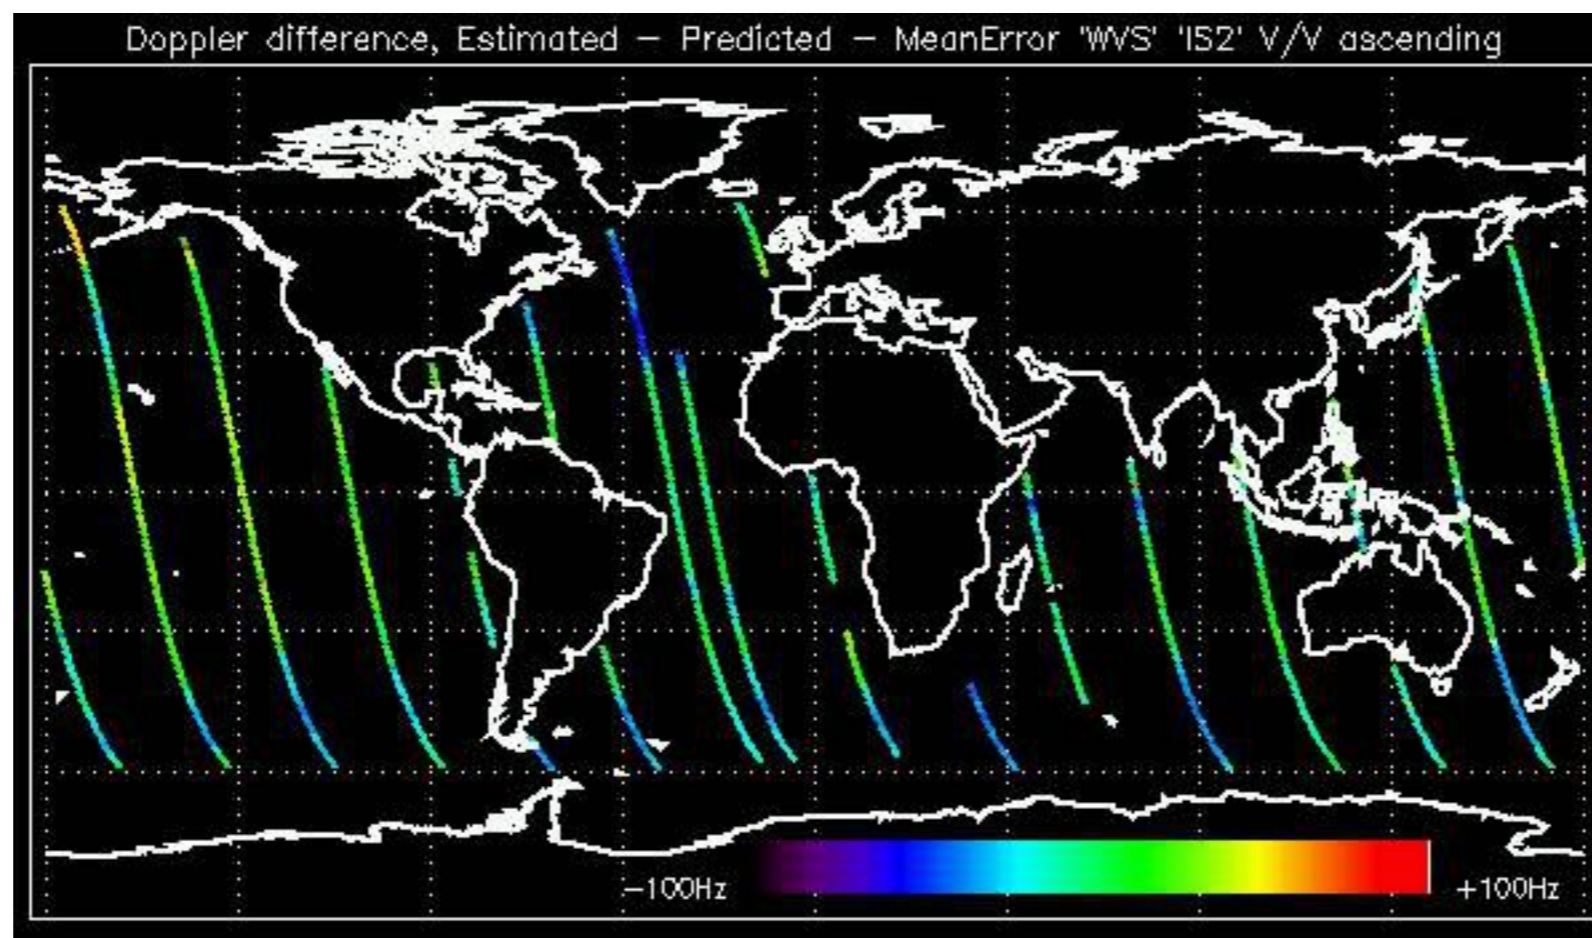 Doppler difference, Estimated – Predicted – MeanError 'WVS' 'IS2' V/V ascending
–100Hz +100Hz